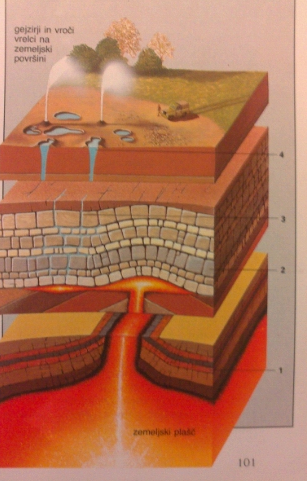 gejzirji in vroči
vrelci na
zemeljski
površini
4
3
2
1
zemeljski plašč
101